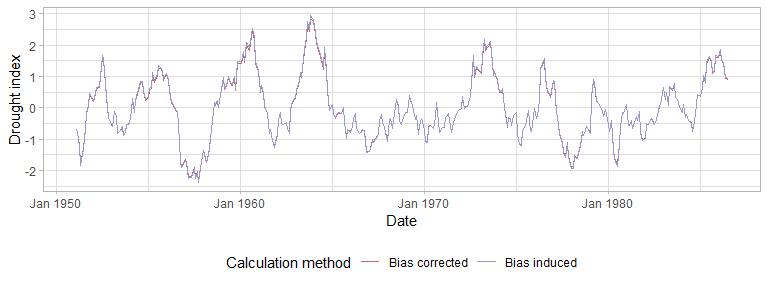 Drought index
3
2
1
0
-1
-2
Jan 1950 Jan 1960 Jan 1970 Jan 1980
Date
Calculation method Bias corrected Bias induced